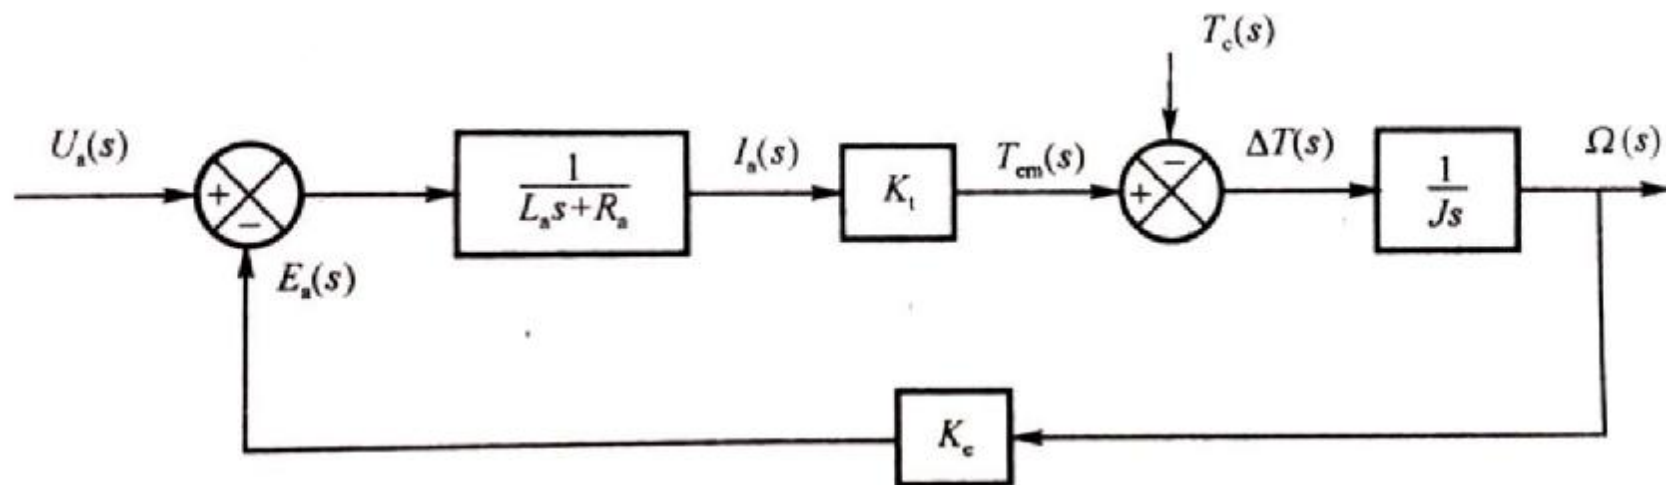 T_c(s)
U_a(s) + − 1/(L_a s+R_a) I_a(s) K_t T_em(s) + − ΔT(s) 1/(Js) Ω(s)
E_a(s)
K_e